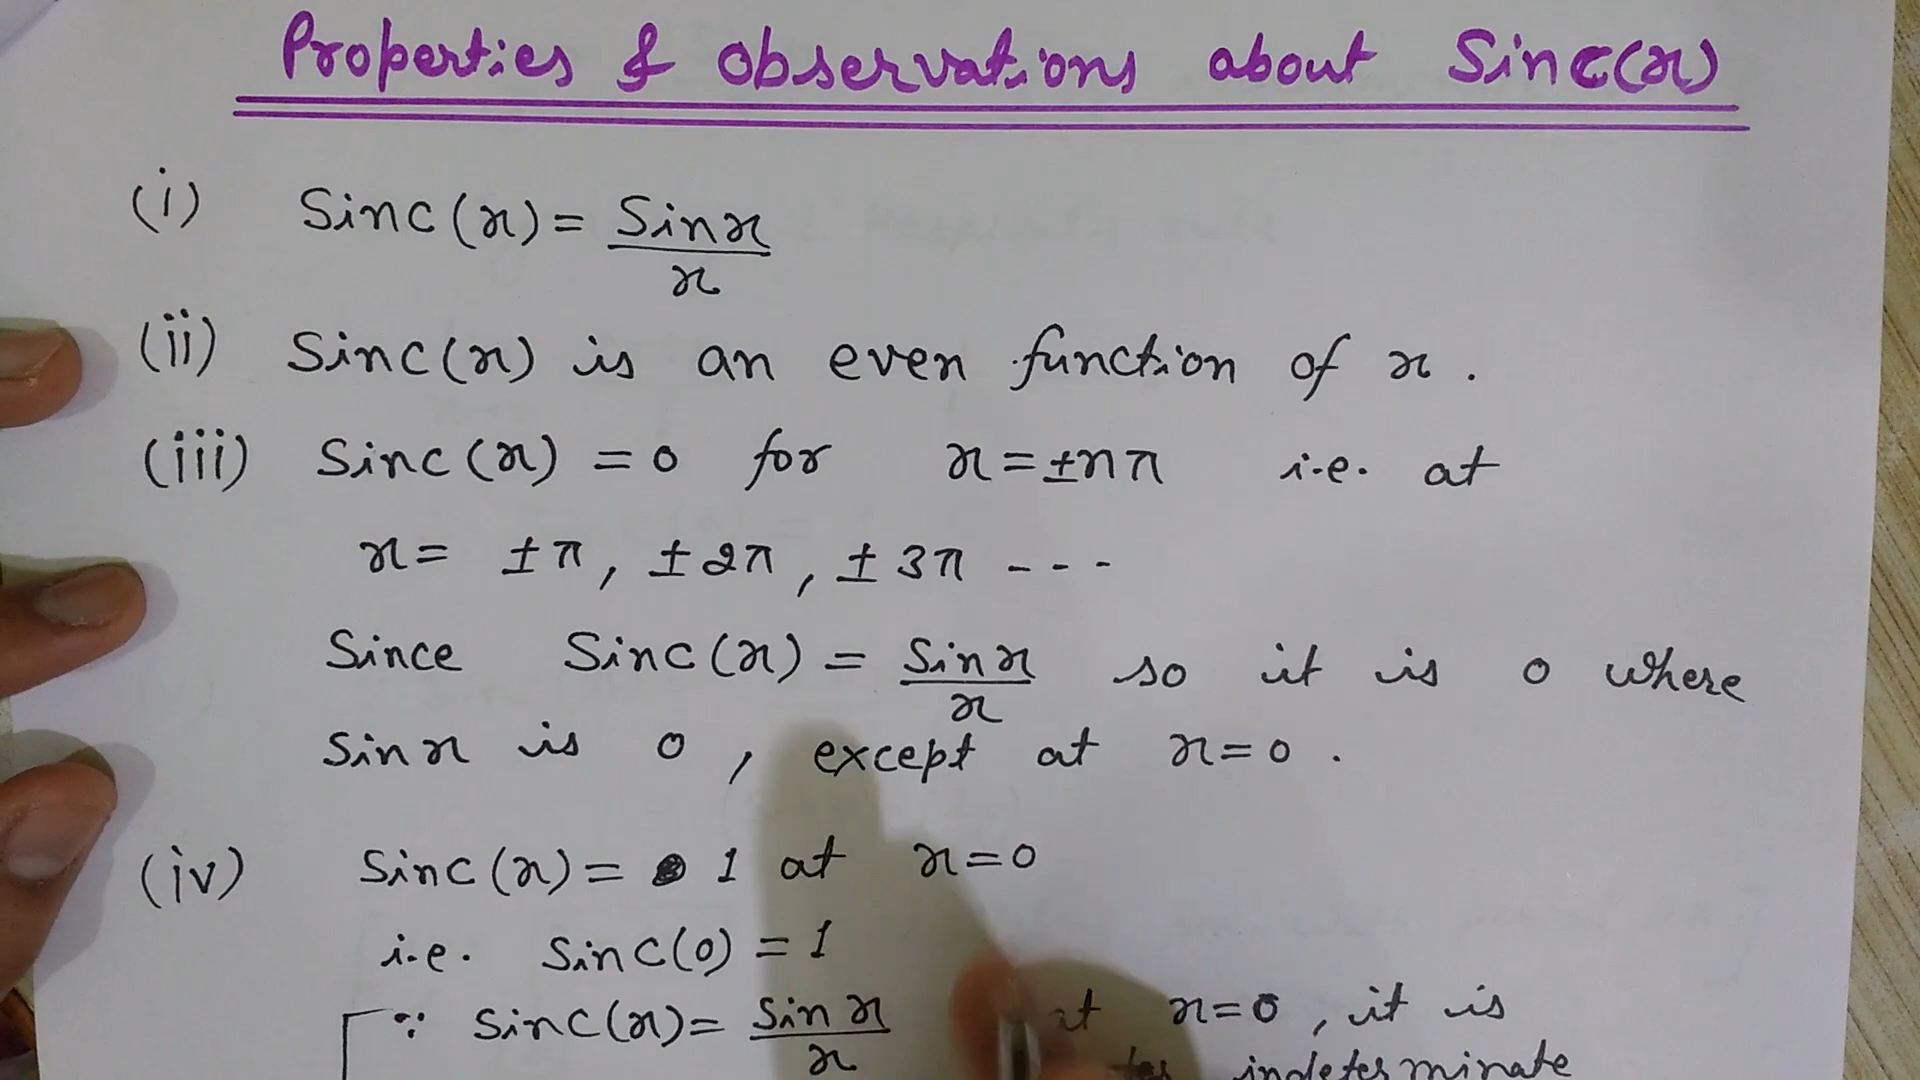 Properties & observations about Sinc(x)
(i) Sinc(x) = Sinx/x
(ii) Sinc(x) is an even function of x.
(iii) Sinc(x) = 0 for x = ±nπ i.e. at
x = ±π, ±2π, ±3π ---
Since Sinc(x) = Sinx/x so it is 0 where
Sinx is 0, except at x=0.
(iv) Sinc(x) = 1 at x=0
i.e. Sinc(0) = 1
∵ Sinc(x) = Sinx/x at x=0, it is
indeterminate